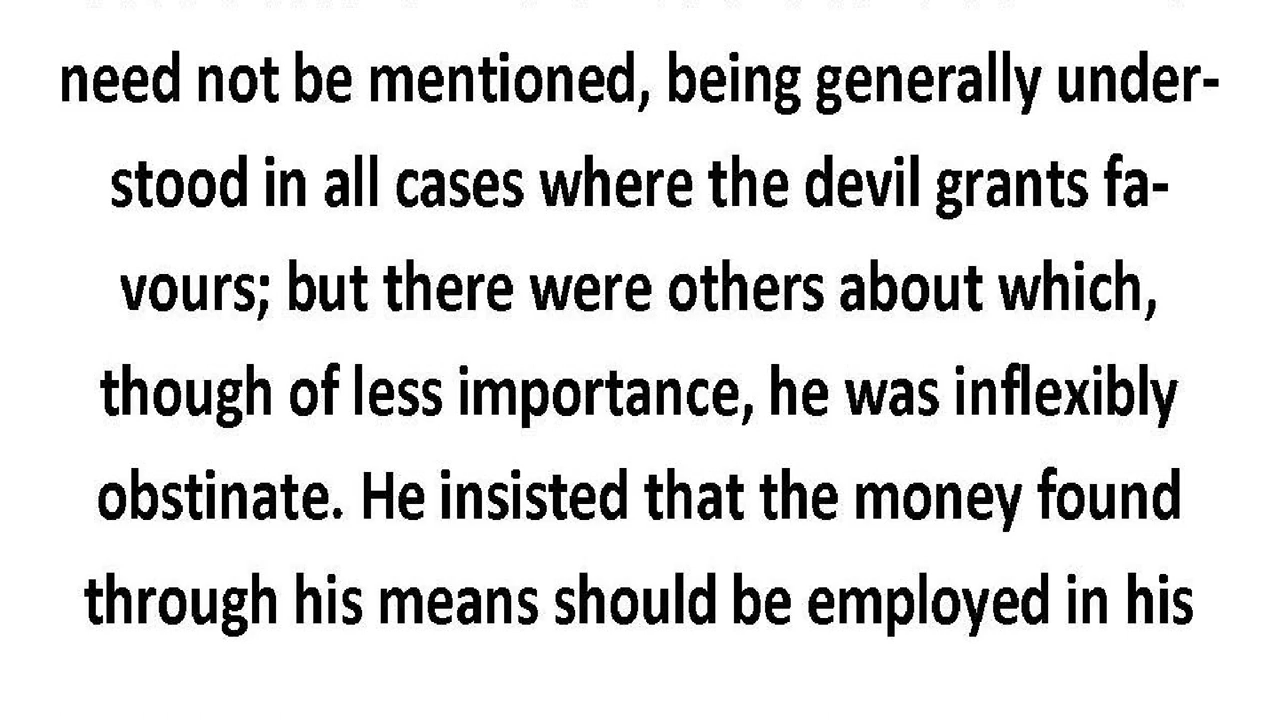 need not be mentioned, being generally under-
stood in all cases where the devil grants fa-
vours; but there were others about which,
though of less importance, he was inflexibly
obstinate. He insisted that the money found
through his means should be employed in his